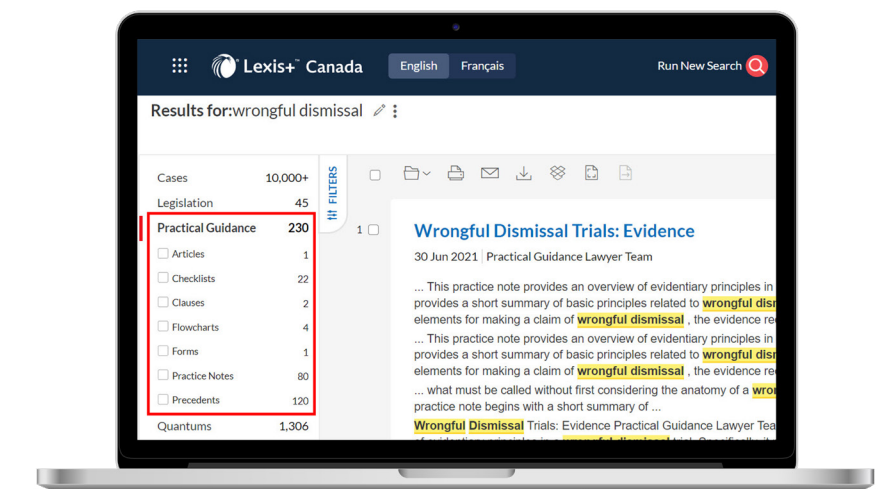 Lexis+™ Canada
English Français
Run New Search
Results for:wrongful dismissal
Cases 10,000+
Legislation 45
Practical Guidance 230
Articles 1
Checklists 22
Clauses 2
Flowcharts 4
Forms 1
Practice Notes 80
Precedents 120
Quantums 1,306
FILTERS
1
Wrongful Dismissal Trials: Evidence
30 Jun 2021 | Practical Guidance Lawyer Team
... This practice note provides an overview of evidentiary principles in
provides a short summary of basic principles related to wrongful disr
elements for making a claim of wrongful dismissal , the evidence re
... This practice note provides an overview of evidentiary principles in
provides a short summary of basic principles related to wrongful disr
elements for making a claim of wrongful dismissal , the evidence re
... what must be called without first considering the anatomy of a wro
practice note begins with a short summary of ...
Wrongful Dismissal Trials: Evidence Practical Guidance Lawyer Tea